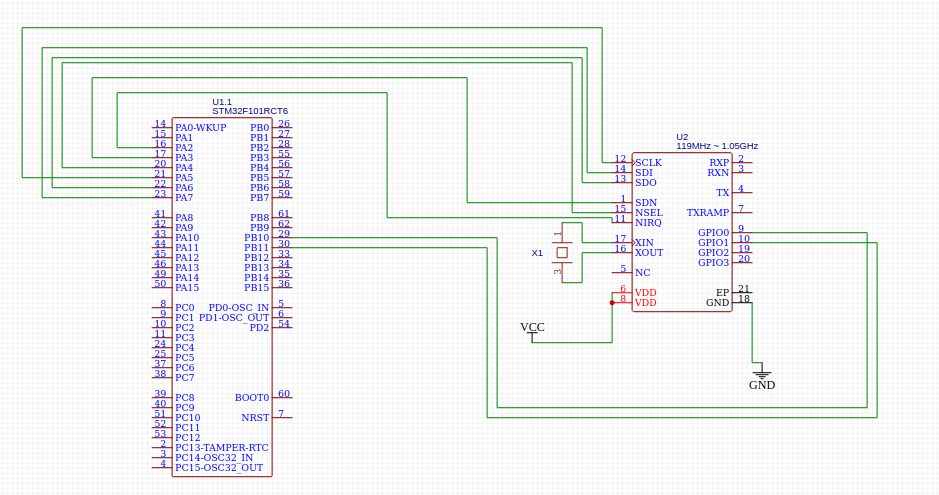 U1.1
STM32F101RCT6
14 PA0-WKUP PB0 26
15 PA1 PB1 27
16 PA2 PB2 28
17 PA3 PB3 55
20 PA4 PB4 56
21 PA5 PB5 57
22 PA6 PB6 58
23 PA7 PB7 59
41 PA8 PB8 61
42 PA9 PB9 62
43 PA10 PB10 29
44 PA11 PB11 30
45 PA12 PB12 33
46 PA13 PB13 34
49 PA14 PB14 35
50 PA15 PB15 36
8 PC0 PD0-OSC_IN 5
9 PC1 PD1-OSC_OUT 6
10 PC2 PD2 54
11 PC3
24 PC4
25 PC5
37 PC6
38 PC7
39 PC8 BOOT0 60
40 PC9
51 PC10 NRST 7
52 PC11
53 PC12
2 PC13-TAMPER-RTC
3 PC14-OSC32_IN
4 PC15-OSC32_OUT
U2
119MHz ~ 1.05GHz
12 SCLK RXP 2
14 SDI RXN 3
13 SDO
TX 4
1 SDN
15 NSEL TXRAMP 7
11 NIRQ
GPIO0 9
17 XIN GPIO1 10
16 XOUT GPIO2 19
GPIO3 20
5 NC
6 VDD EP 21
8 VDD GND 18
X1
1
3
VCC
GND